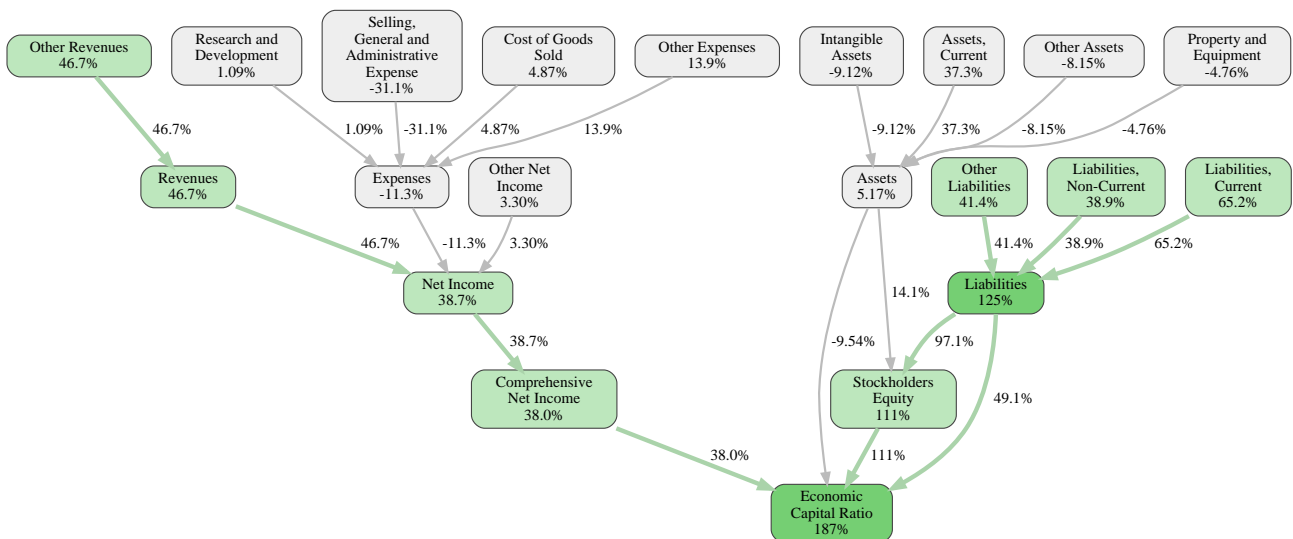 Other Revenues
46.7%
Research and
Development
1.09%
Selling,
General and
Administrative
Expense
-31.1%
Cost of Goods
Sold
4.87%
Other Expenses
13.9%
Intangible
Assets
-9.12%
Assets,
Current
37.3%
Other Assets
-8.15%
Property and
Equipment
-4.76%
46.7%
1.09%
-31.1%
4.87%
13.9%
-9.12%
37.3%
-8.15%
-4.76%
Revenues
46.7%
Expenses
-11.3%
Other Net
Income
3.30%
Assets
5.17%
Other
Liabilities
41.4%
Liabilities,
Non-Current
38.9%
Liabilities,
Current
65.2%
46.7%
-11.3%
3.30%
41.4%
38.9%
65.2%
Net Income
38.7%
14.1%
Liabilities
125%
38.7%
-9.54%
97.1%
Comprehensive
Net Income
38.0%
Stockholders
Equity
111%
49.1%
38.0%
111%
Economic
Capital Ratio
187%